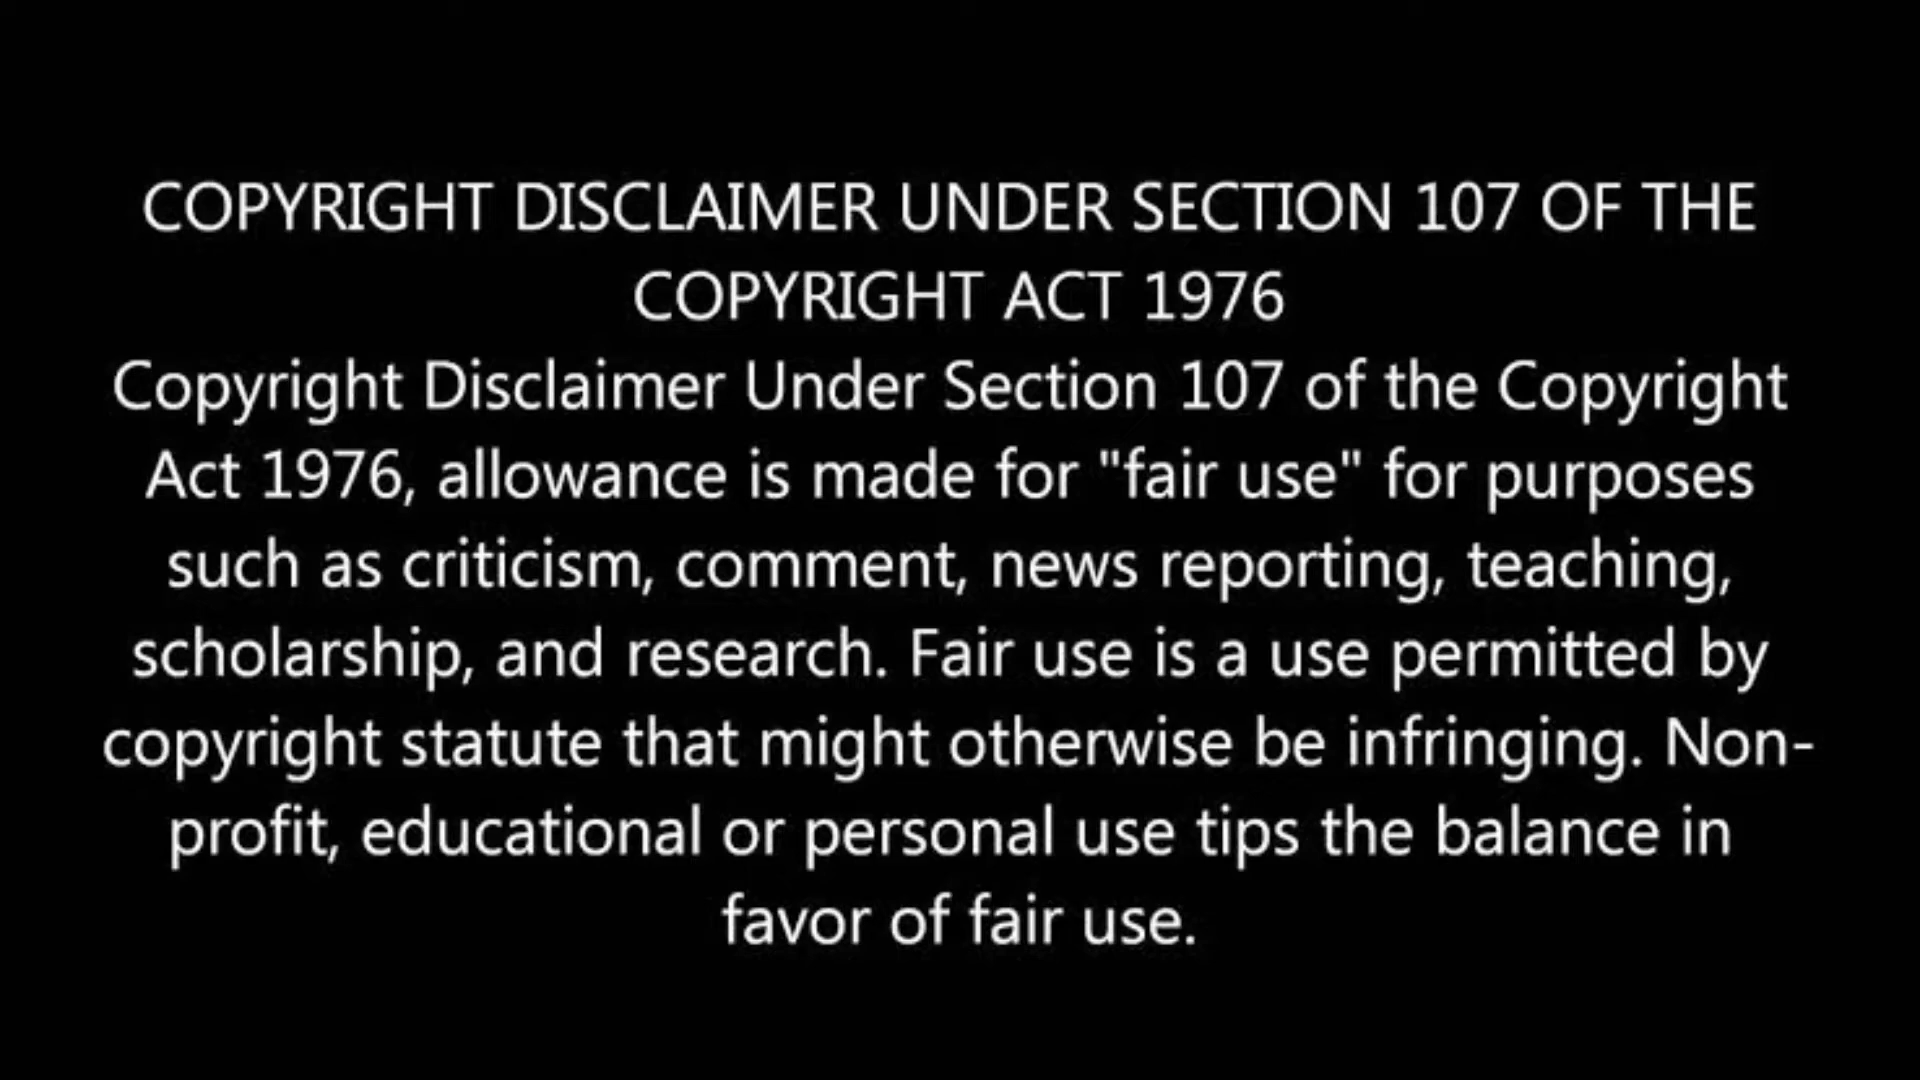 COPYRIGHT DISCLAIMER UNDER SECTION 107 OF THE
COPYRIGHT ACT 1976
Copyright Disclaimer Under Section 107 of the Copyright
Act 1976, allowance is made for "fair use" for purposes
such as criticism, comment, news reporting, teaching,
scholarship, and research. Fair use is a use permitted by
copyright statute that might otherwise be infringing. Non-
profit, educational or personal use tips the balance in
favor of fair use.